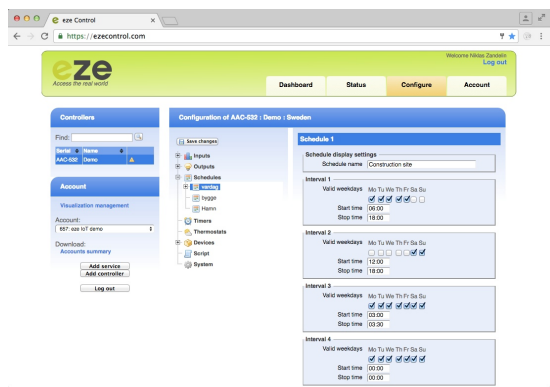 eze Control
https://ezecontrol.com
Welcome Niklas Zandelin
Log out
eze
Access the real world
Dashboard
Status
Configure
Account
Controllers
Find:
Serial Name
AAC-532 Demo
Account
Visualization management
Account:
657: eze IoT demo
Download:
Accounts summary
Add service
Add controller
Log out
Configuration of AAC-532 : Demo : Sweden
Save changes
Inputs
Outputs
Schedules
vardag
bygge
Hamn
Timers
Thermostats
Devices
Script
System
Schedule 1
Schedule display settings
Schedule name Construction site
Interval 1
Valid weekdays Mo Tu We Th Fr Sa Su
Start time 06:00
Stop time 18:00
Interval 2
Valid weekdays Mo Tu We Th Fr Sa Su
Start time 12:00
Stop time 18:00
Interval 3
Valid weekdays Mo Tu We Th Fr Sa Su
Start time 03:00
Stop time 03:30
Interval 4
Valid weekdays Mo Tu We Th Fr Sa Su
Start time 00:00
Stop time 00:00